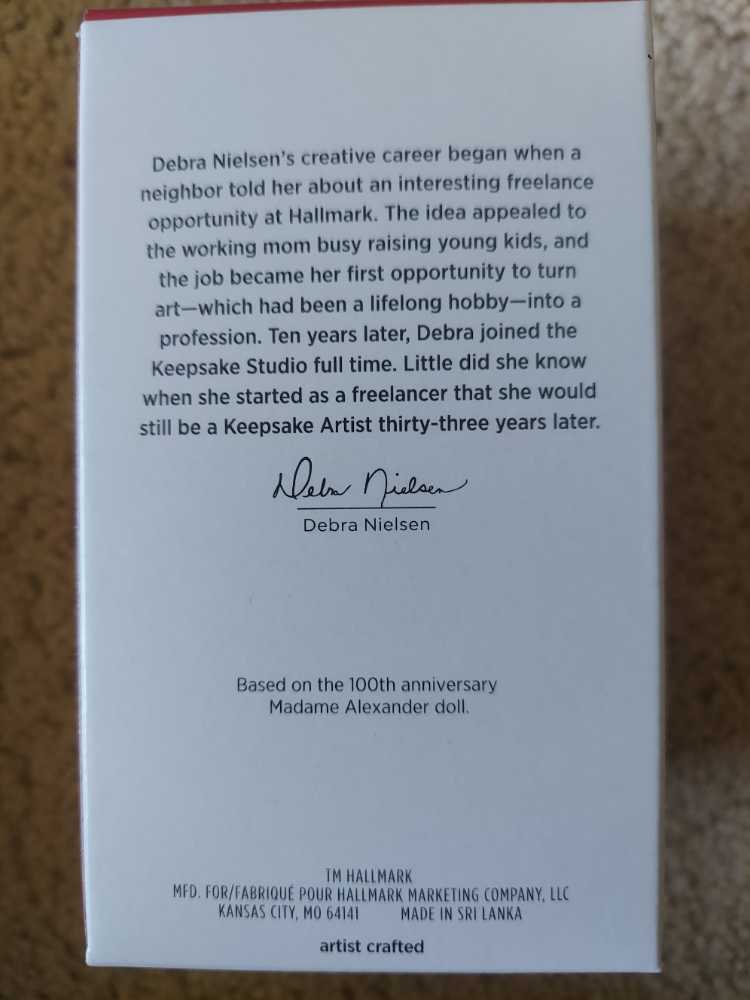 Debra Nielsen's creative career began when a
neighbor told her about an interesting freelance
opportunity at Hallmark. The idea appealed to
the working mom busy raising young kids, and
the job became her first opportunity to turn
art—which had been a lifelong hobby—into a
profession. Ten years later, Debra joined the
Keepsake Studio full time. Little did she know
when she started as a freelancer that she would
still be a Keepsake Artist thirty-three years later.
Debra Nielsen
Debra Nielsen
Based on the 100th anniversary
Madame Alexander doll.
TM HALLMARK
MFD. FOR/FABRIQUÉ POUR HALLMARK MARKETING COMPANY, LLC
KANSAS CITY, MO 64141 MADE IN SRI LANKA
artist crafted